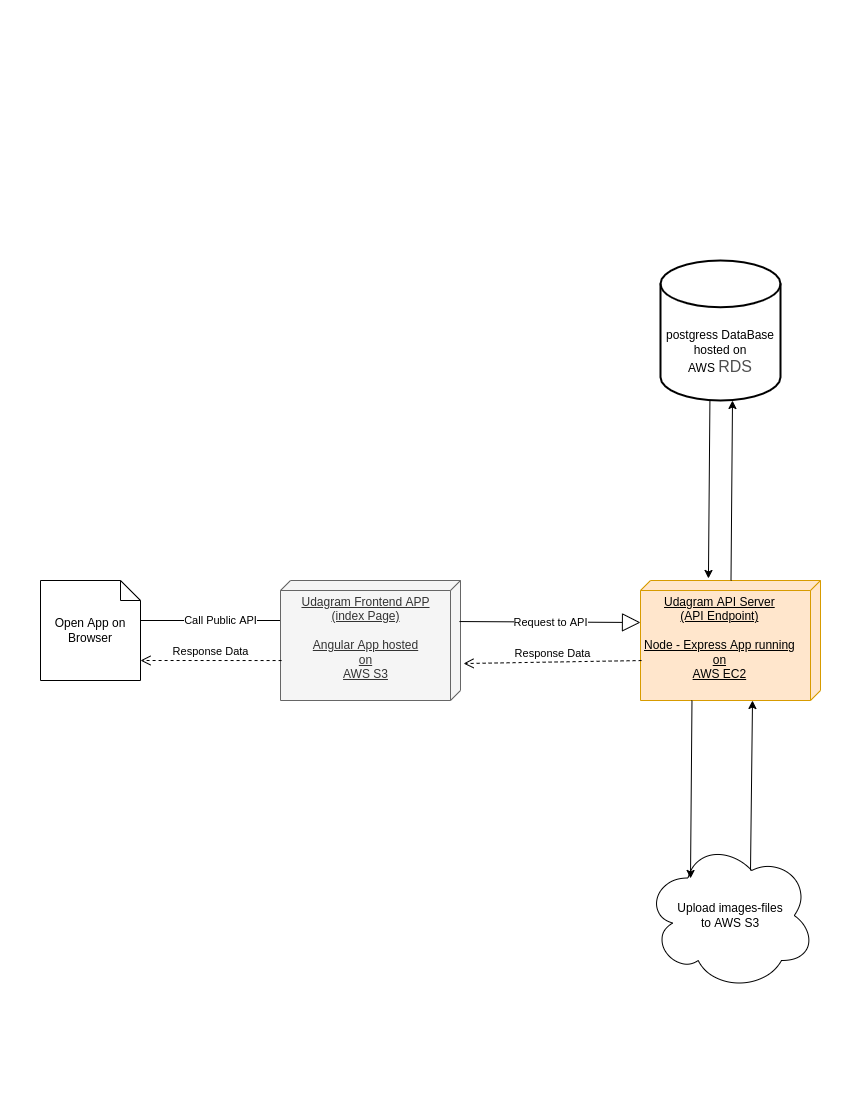 postgress DataBase
hosted on
AWS RDS
Open App on
Browser
Call Public API
Response Data
Udagram Frontend APP
(index Page)
Angular App hosted
on
AWS S3
Request to API
Response Data
Udagram API Server
(API Endpoint)
Node - Express App running
on
AWS EC2
Upload images-files
to AWS S3